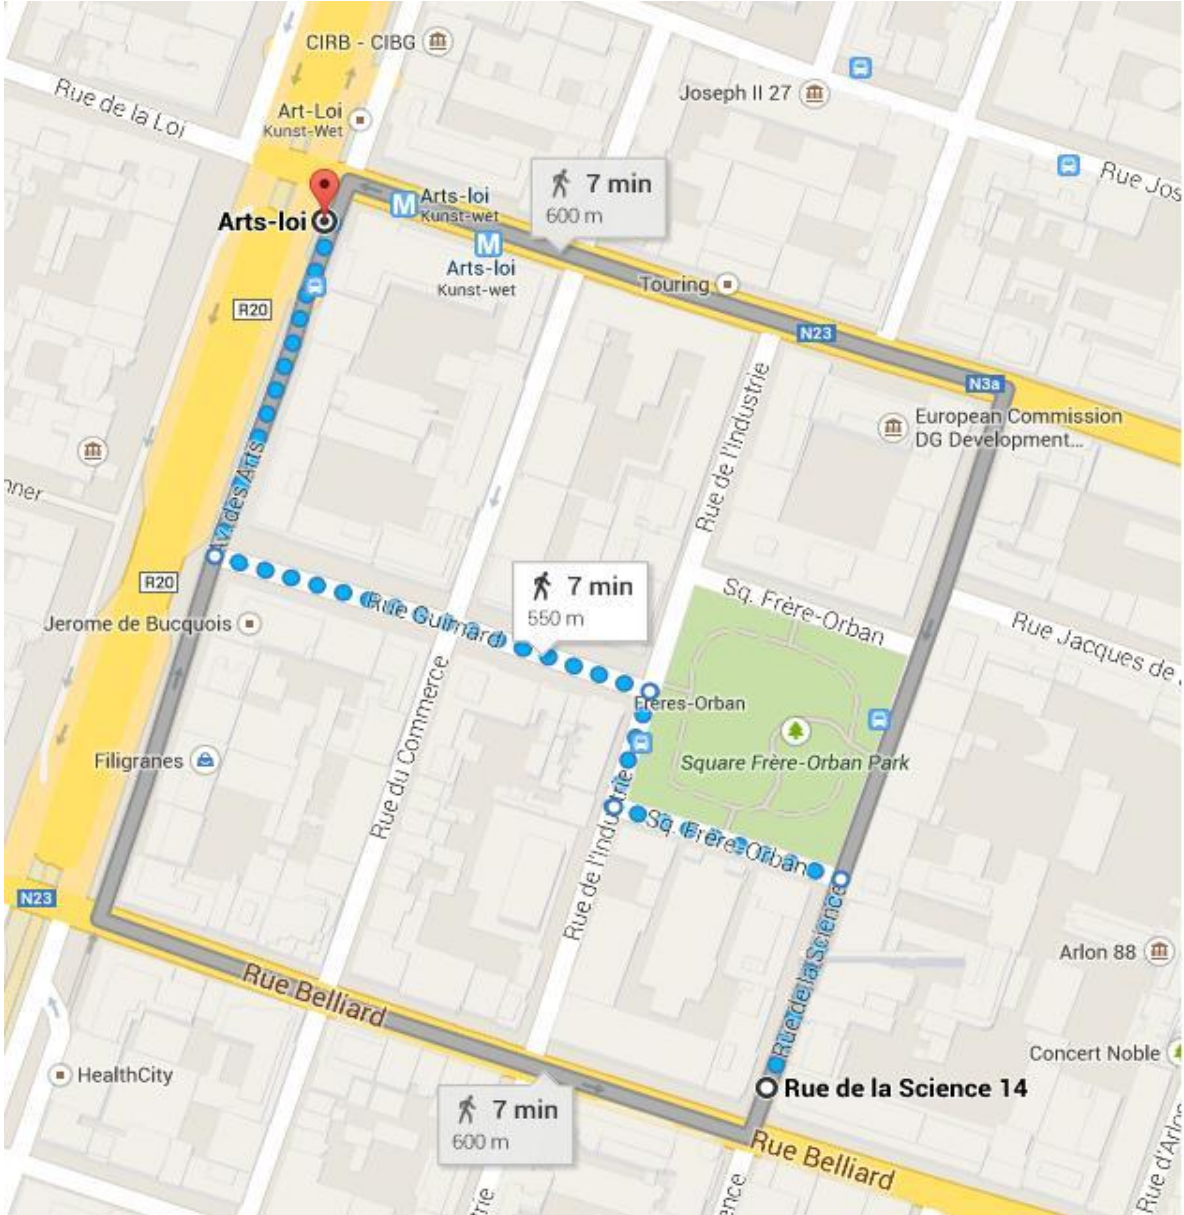 CIRB - CIBG
Rue de la Loi
Art-Loi
Kunst-Wet
Joseph II 27
Rue Jos
7 min
600 m
M
Arts-loi
Kunst-wet
Arts-loi
M
Arts-loi
Kunst-wet
Touring
R20
N23
N3a
European Commission
DG Development...
Rue de l'Industrie
Av. des Arts
nner
R20
7 min
550 m
Rue Guimard
Sq. Frère-Orban
Rue Jacques de
Jerome de Bucquois
Frères-Orban
Square Frère-Orban Park
Filigranes
Rue du Commerce
Sq. Frère-Orban
Rue de l'Industrie
N23
Rue de la Science
Arlon 88
Rue Belliard
Concert Noble
HealthCity
Rue de la Science 14
7 min
600 m
Rue Belliard
Rue d'Arlon
trie
ence